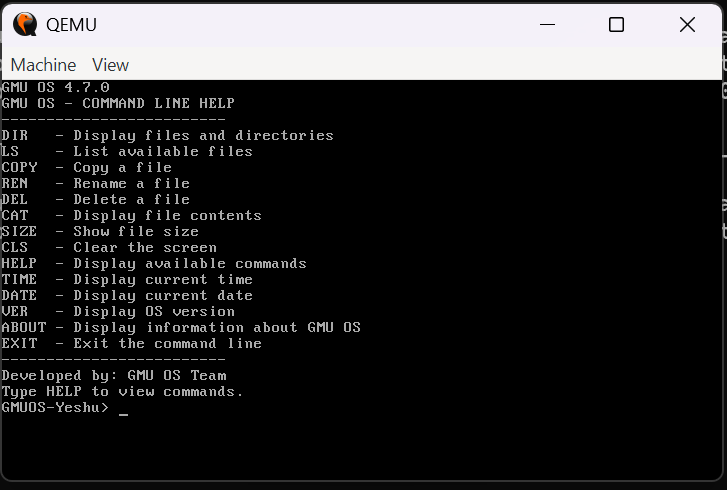 QEMU
Machine View
GMU OS 4.7.0
GMU OS - COMMAND LINE HELP
-------------------------
DIR   - Display files and directories
LS    - List available files
COPY  - Copy a file
REN   - Rename a file
DEL   - Delete a file
CAT   - Display file contents
SIZE  - Show file size
CLS   - Clear the screen
HELP  - Display available commands
TIME  - Display current time
DATE  - Display current date
VER   - Display OS version
ABOUT - Display information about GMU OS
EXIT  - Exit the command line
-------------------------
Developed by: GMU OS Team
Type HELP to view commands.
GMUOS-Yeshu> _